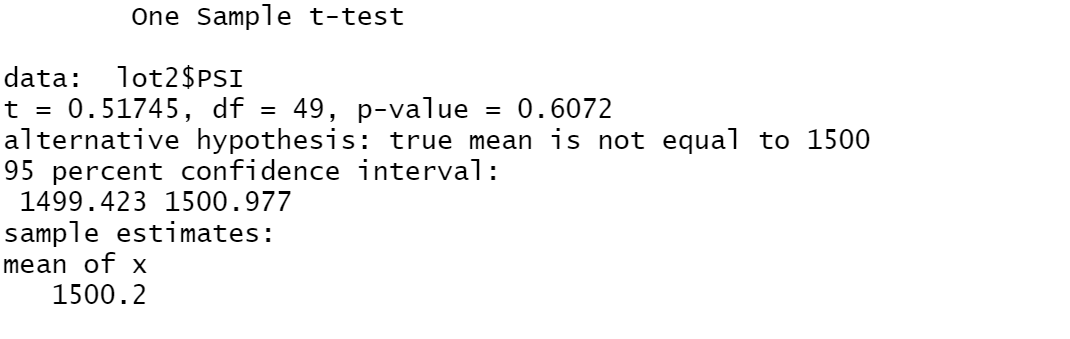 One Sample t-test
data: lot2$PSI
t = 0.51745, df = 49, p-value = 0.6072
alternative hypothesis: true mean is not equal to 1500
95 percent confidence interval:
1499.423 1500.977
sample estimates:
mean of x
1500.2